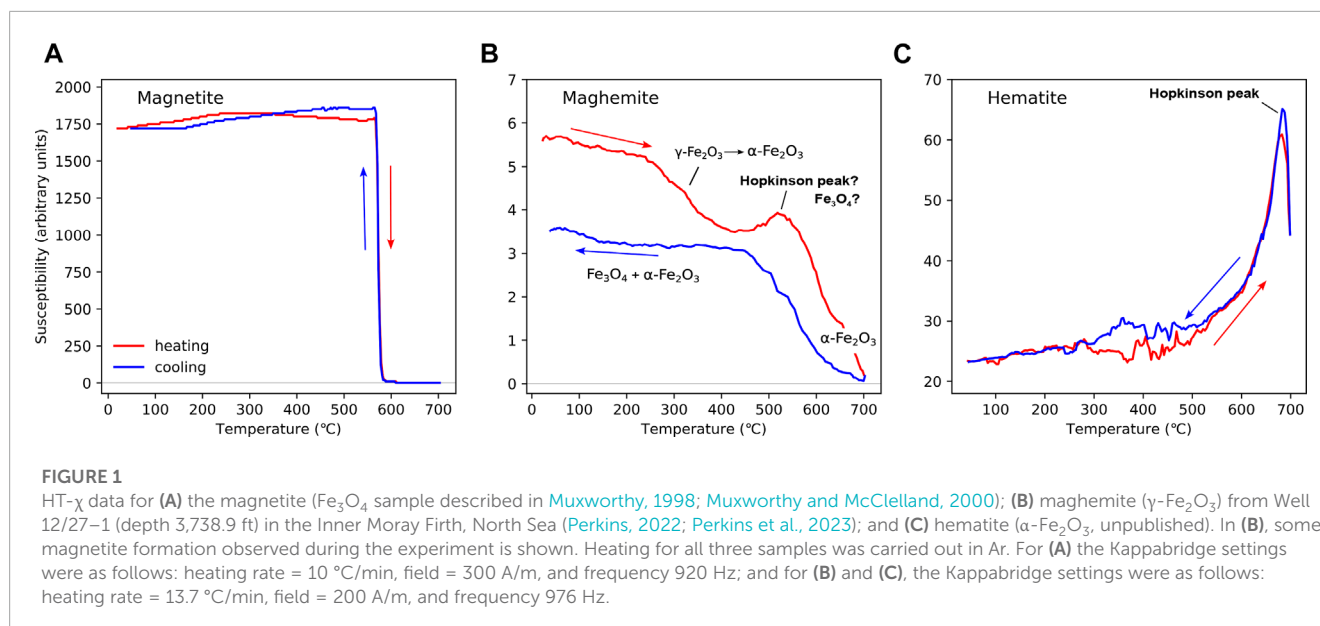 A
B
C
Magnetite
Maghemite
Hematite
2000
1750
1500
1250
1000
750
500
250
0
Susceptibility (arbitrary units)
heating
cooling
0 100 200 300 400 500 600 700
Temperature (°C)
7
6
5
4
3
2
1
0
γ-Fe₂O₃ → α-Fe₂O₃
Hopkinson peak?
Fe₃O₄?
Fe₃O₄ + α-Fe₂O₃
α-Fe₂O₃
0 100 200 300 400 500 600 700
Temperature (°C)
70
60
50
40
30
20
Hopkinson peak
100 200 300 400 500 600 700
Temperature (°C)
FIGURE 1
HT-χ data for (A) the magnetite (Fe₃O₄ sample described in Muxworthy, 1998; Muxworthy and McClelland, 2000); (B) maghemite (γ-Fe₂O₃) from Well
12/27–1 (depth 3,738.9 ft) in the Inner Moray Firth, North Sea (Perkins, 2022; Perkins et al., 2023); and (C) hematite (α-Fe₂O₃, unpublished). In (B), some
magnetite formation observed during the experiment is shown. Heating for all three samples was carried out in Ar. For (A) the Kappabridge settings
were as follows: heating rate = 10 °C/min, field = 300 A/m, and frequency 920 Hz; and for (B) and (C), the Kappabridge settings were as follows:
heating rate = 13.7 °C/min, field = 200 A/m, and frequency 976 Hz.